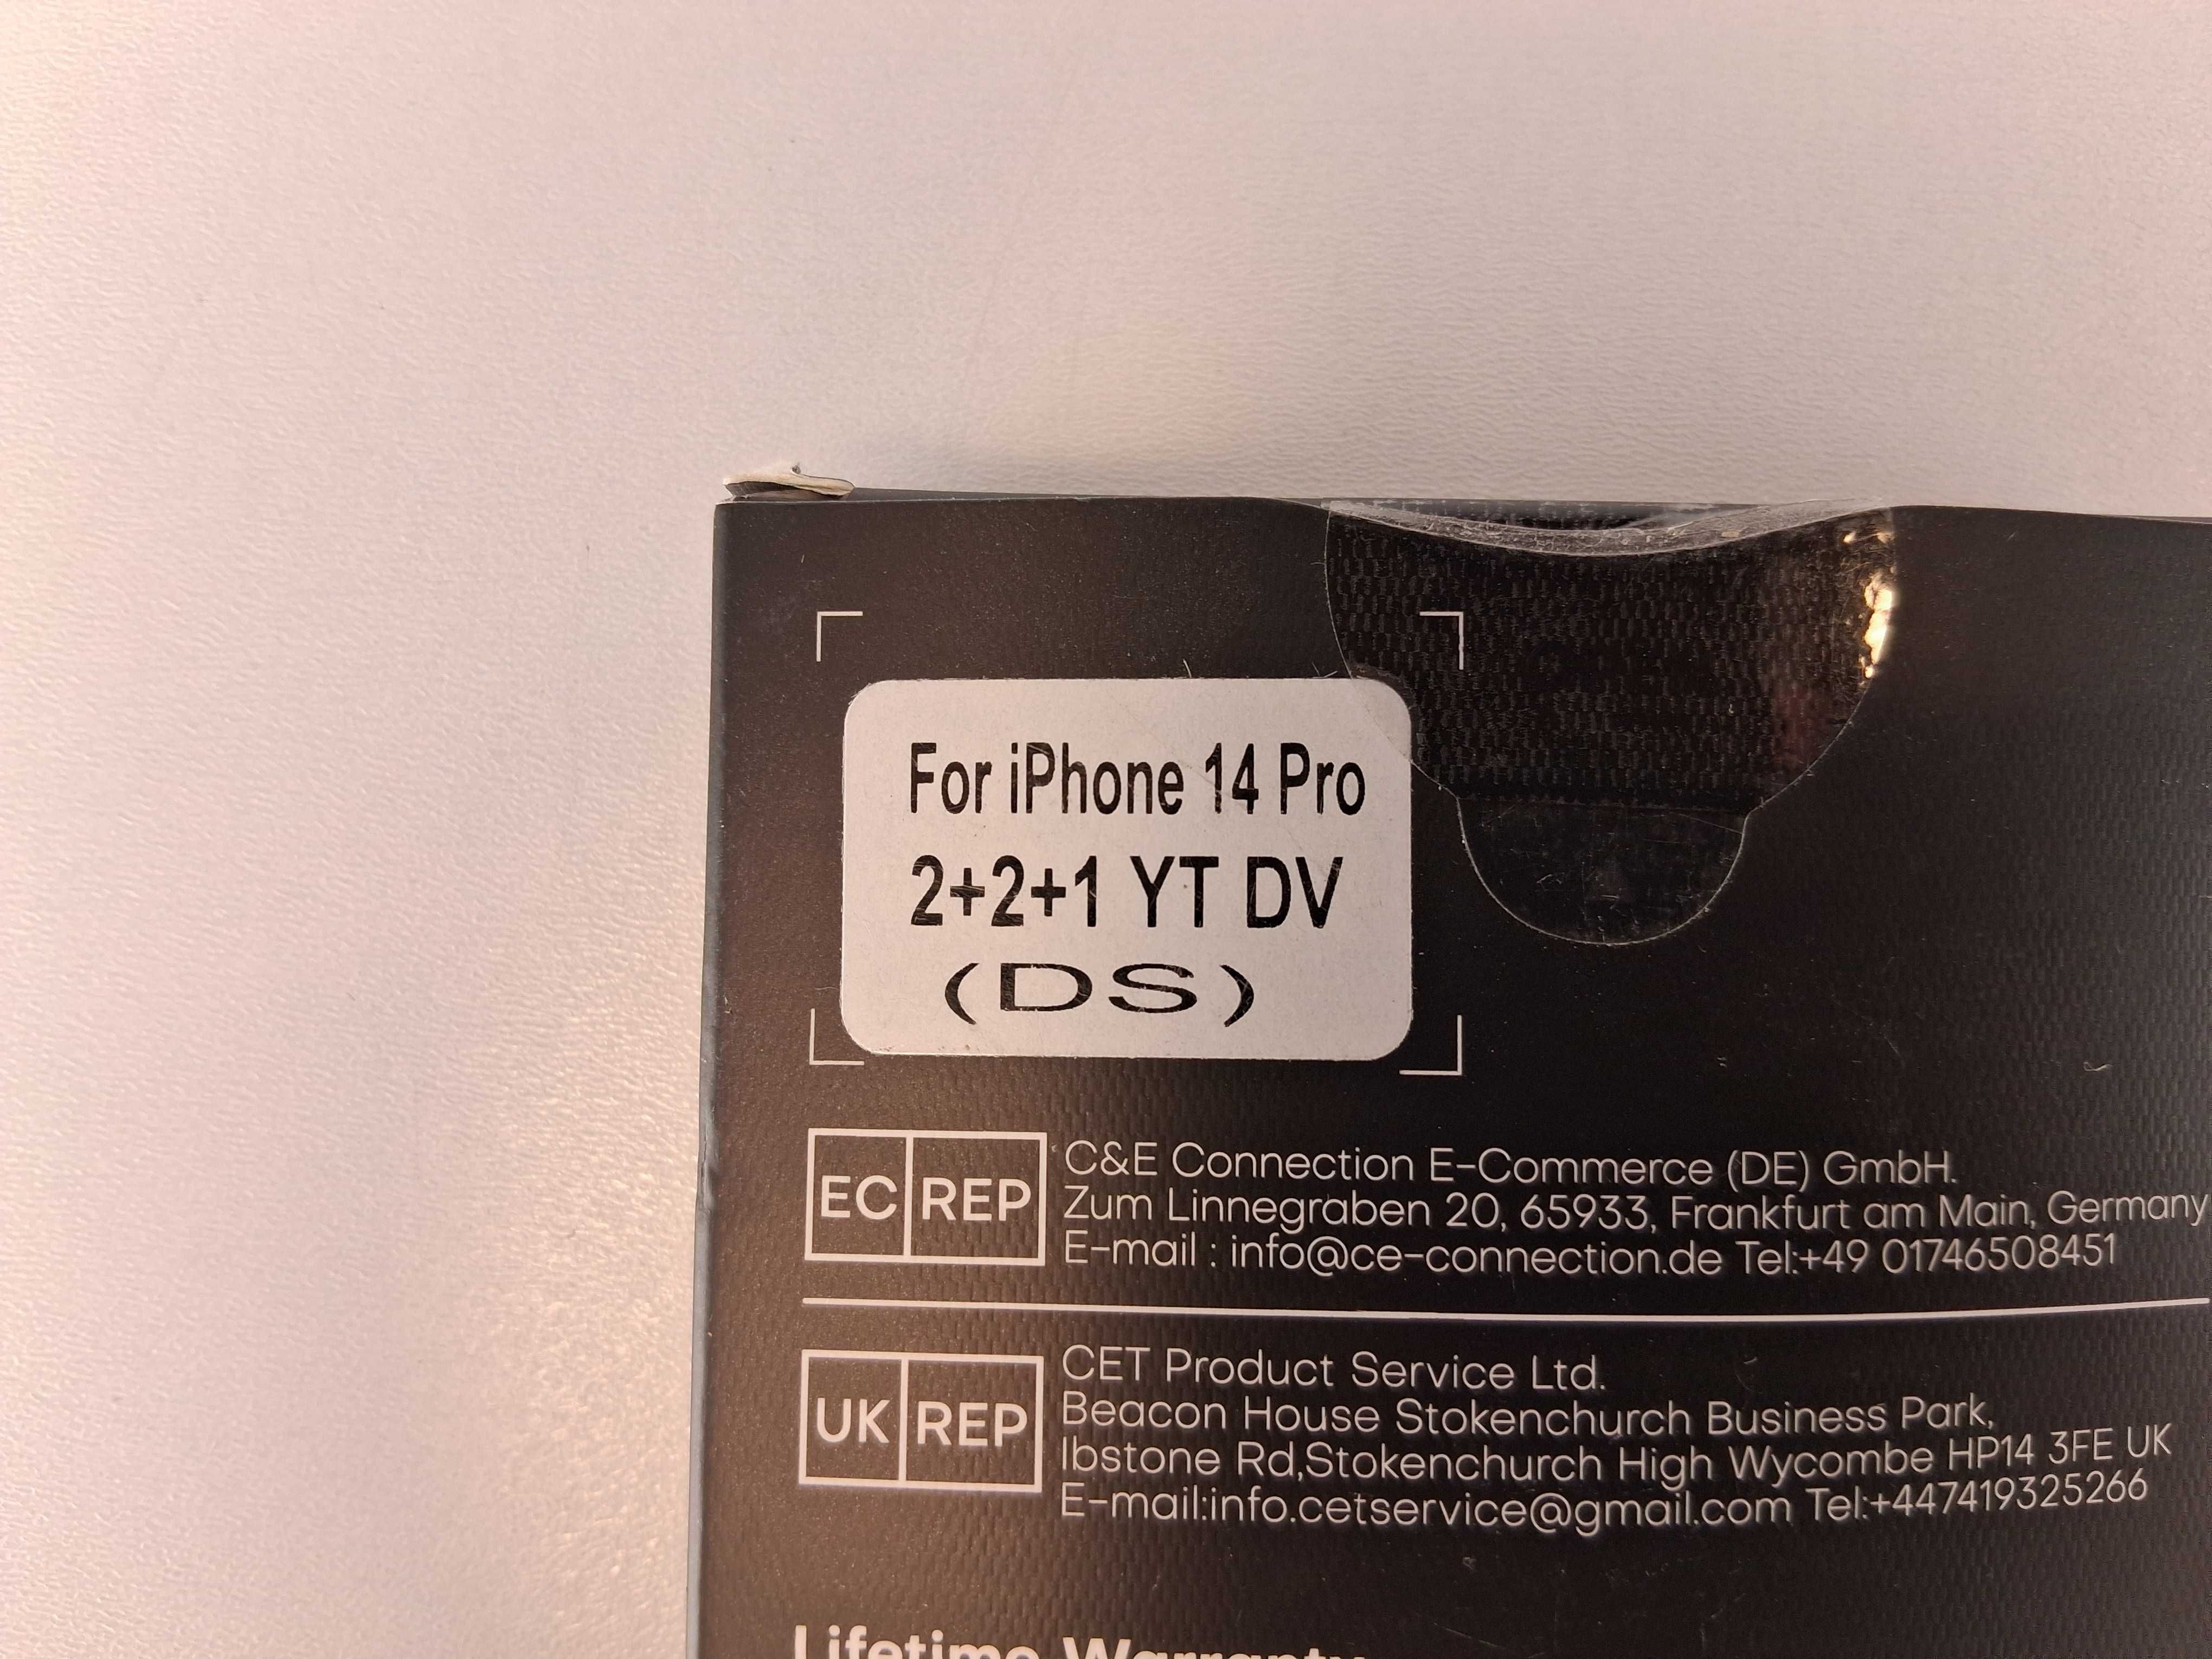 For iPhone 14 Pro
2+2+1 YT DV
(DS)
EC REP
C&E Connection E-Commerce (DE) GmbH.
Zum Linnegraben 20, 65933, Frankfurt am Main, Germany
E-mail : info@ce-connection.de Tel:+49 01746508451
UK REP
CET Product Service Ltd.
Beacon House Stokenchurch Business Park,
Ibstone Rd,Stokenchurch High Wycombe HP14 3FE UK
E-mail:info.cetservice@gmail.com Tel:+447419325266
Lifetime Warranty